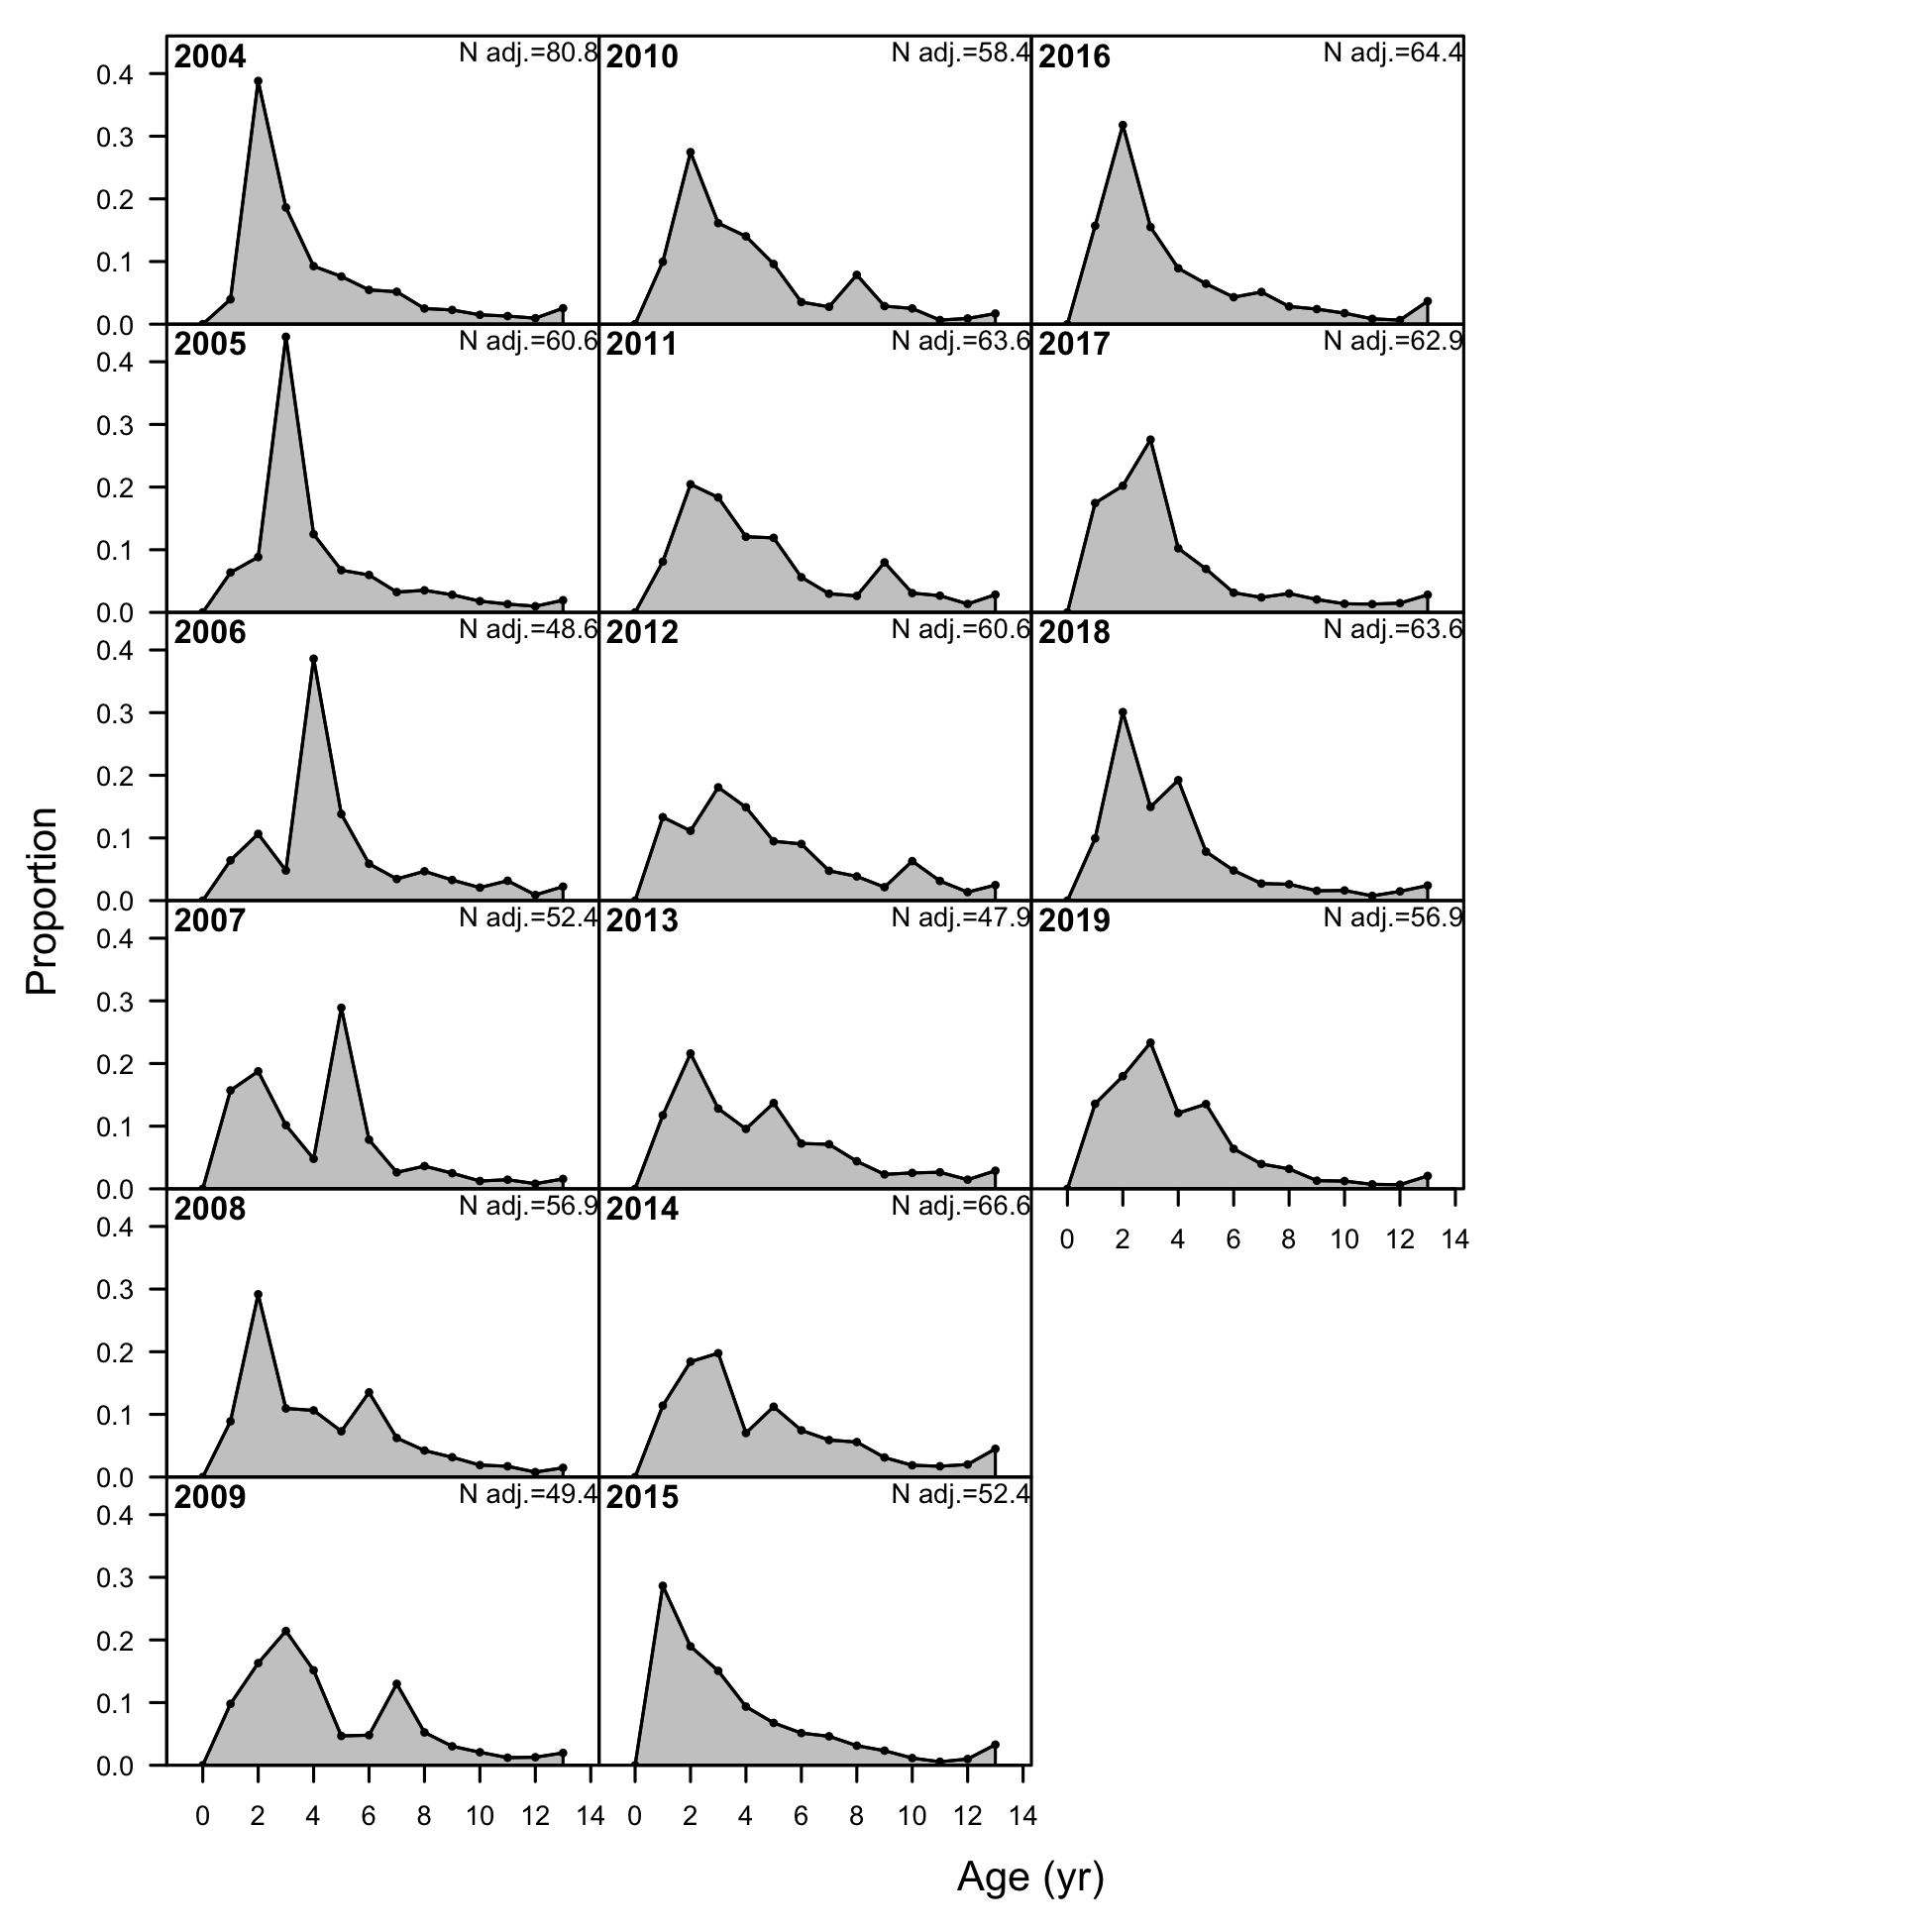 Proportion
2004 N adj.=80.8
2010 N adj.=58.4
2016 N adj.=64.4
0.4
0.3
0.2
0.1
0.0
2005 N adj.=60.6
2011 N adj.=63.6
2017 N adj.=62.9
0.4
0.3
0.2
0.1
0.0
2006 N adj.=48.6
2012 N adj.=60.6
2018 N adj.=63.6
0.4
0.3
0.2
0.1
0.0
2007 N adj.=52.4
2013 N adj.=47.9
2019 N adj.=56.9
0.4
0.3
0.2
0.1
0.0
0 2 4 6 8 10 12 14
2008 N adj.=56.9
2014 N adj.=66.6
0.4
0.3
0.2
0.1
0.0
2009 N adj.=49.4
2015 N adj.=52.4
0.4
0.3
0.2
0.1
0.0
0 2 4 6 8 10 12 14
0 2 4 6 8 10 12 14
Age (yr)